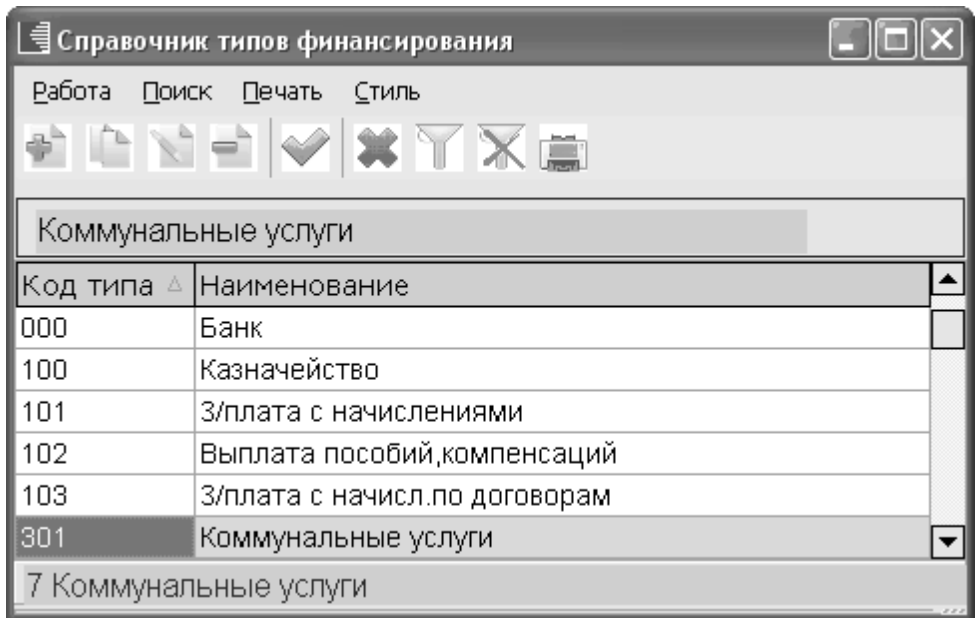 Справочник типов финансирования
Работа Поиск Печать Стиль
Коммунальные услуги
Код типа Наименование
000 Банк
100 Казначейство
101 З/плата с начислениями
102 Выплата пособий,компенсаций
103 З/плата с начисл.по договорам
301 Коммунальные услуги
7 Коммунальные услуги